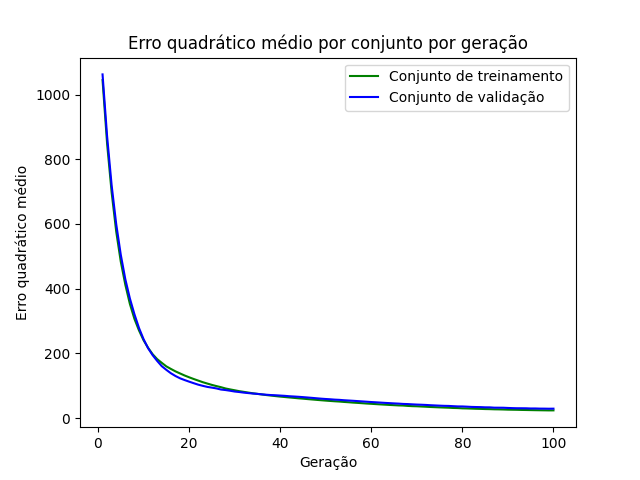 Erro quadrático médio por conjunto por geração
Conjunto de treinamento
Conjunto de validação
1000
800
600
400
200
0
Erro quadrático médio
0 20 40 60 80 100
Geração